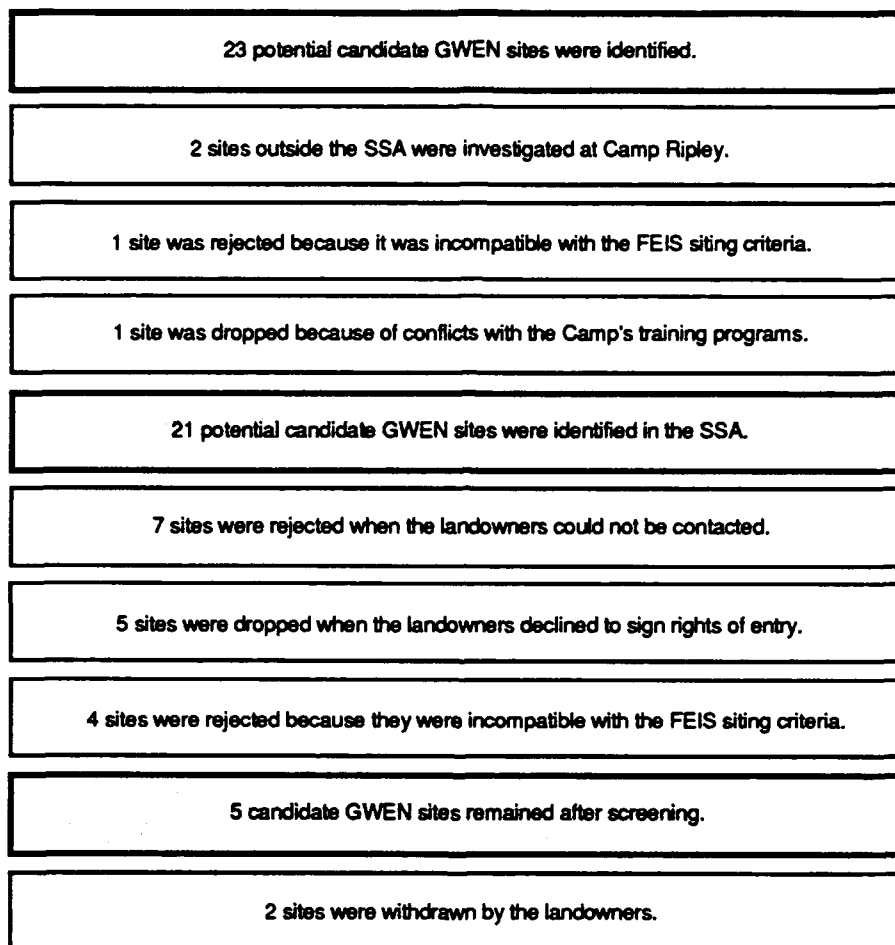 23 potential candidate GWEN sites were identified.
2 sites outside the SSA were investigated at Camp Ripley.
1 site was rejected because it was incompatible with the FEIS siting criteria.
1 site was dropped because of conflicts with the Camp's training programs.
21 potential candidate GWEN sites were identified in the SSA.
7 sites were rejected when the landowners could not be contacted.
5 sites were dropped when the landowners declined to sign rights of entry.
4 sites were rejected because they were incompatible with the FEIS siting criteria.
5 candidate GWEN sites remained after screening.
2 sites were withdrawn by the landowners.